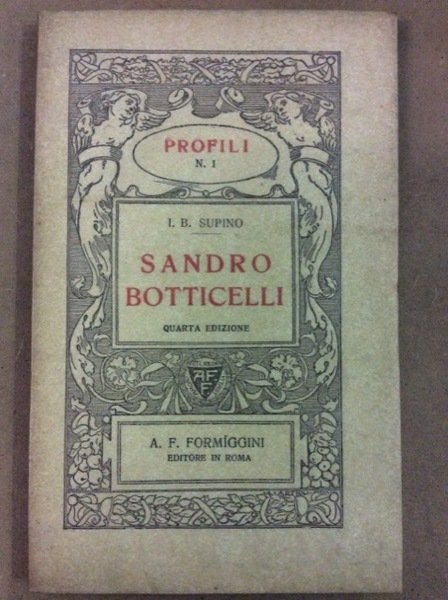 PROFILI
N. 1
I. B. SUPINO
SANDRO
BOTTICELLI
QUARTA EDIZIONE
AFF
A. F. FORMÍGGINI
EDITORE IN ROMA